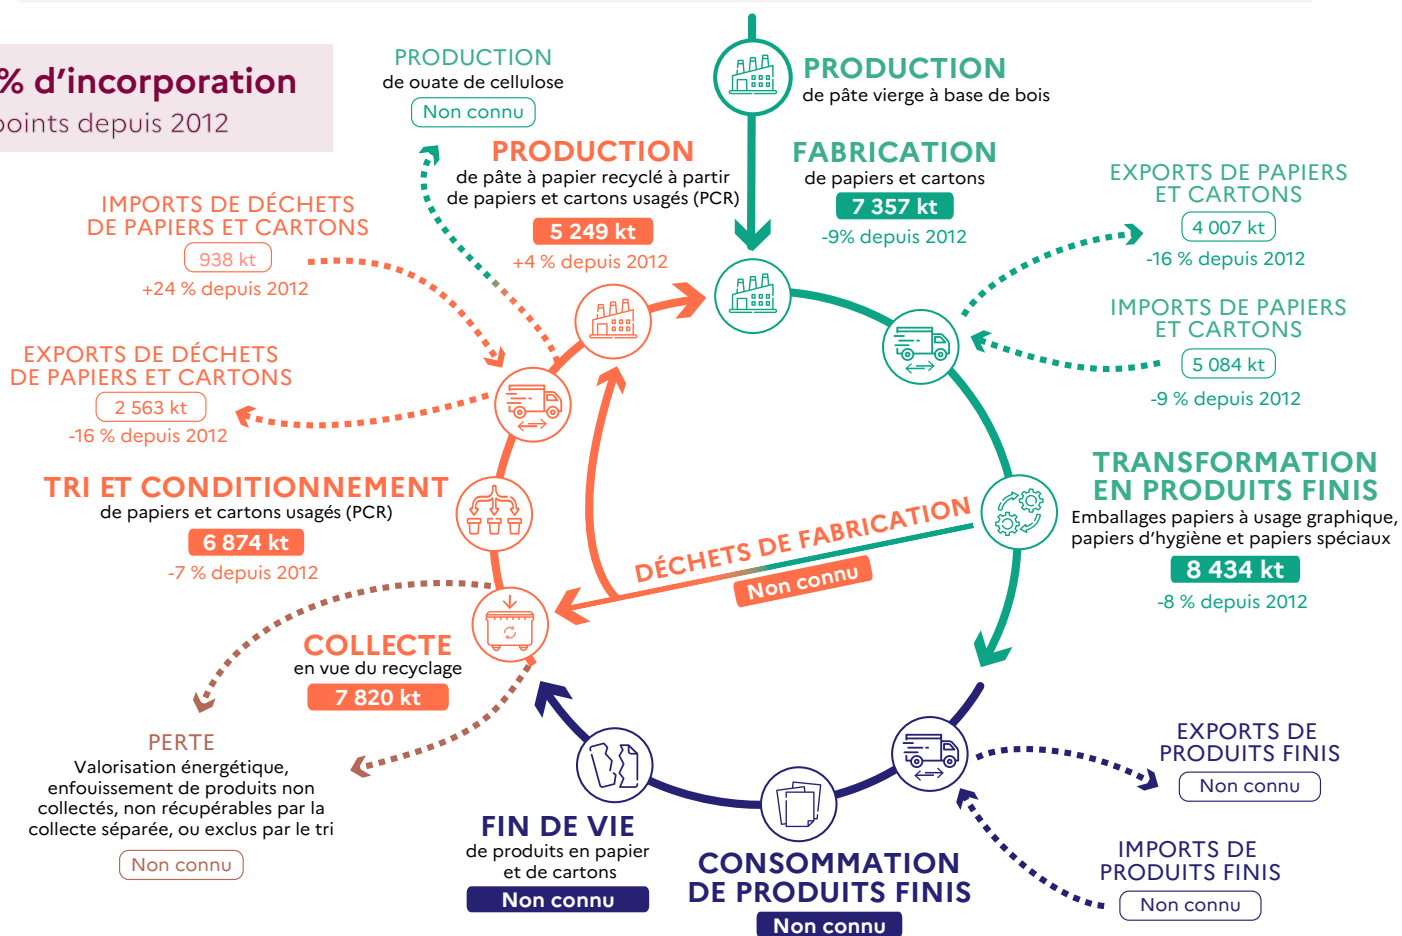 % d’incorporation
points depuis 2012
PRODUCTION
de ouate de cellulose
Non connu
PRODUCTION
de pâte vierge à base de bois
PRODUCTION
de pâte à papier recyclé à partir
de papiers et cartons usagés (PCR)
5 249 kt
+4 % depuis 2012
FABRICATION
de papiers et cartons
7 357 kt
-9% depuis 2012
EXPORTS DE PAPIERS
ET CARTONS
4 007 kt
-16 % depuis 2012
IMPORTS DE PAPIERS
ET CARTONS
5 084 kt
-9 % depuis 2012
IMPORTS DE DÉCHETS
DE PAPIERS ET CARTONS
938 kt
+24 % depuis 2012
EXPORTS DE DÉCHETS
DE PAPIERS ET CARTONS
2 563 kt
-16 % depuis 2012
TRI ET CONDITIONNEMENT
de papiers et cartons usagés (PCR)
6 874 kt
-7 % depuis 2012
DÉCHETS DE FABRICATION
Non connu
TRANSFORMATION
EN PRODUITS FINIS
Emballages papiers à usage graphique,
papiers d’hygiène et papiers spéciaux
8 434 kt
-8 % depuis 2012
COLLECTE
en vue du recyclage
7 820 kt
PERTE
Valorisation énergétique,
enfouissement de produits non
collectés, non récupérables par la
collecte séparée, ou exclus par le tri
Non connu
FIN DE VIE
de produits en papier
et de cartons
Non connu
CONSOMMATION
DE PRODUITS FINIS
Non connu
EXPORTS DE
PRODUITS FINIS
Non connu
IMPORTS DE
PRODUITS FINIS
Non connu